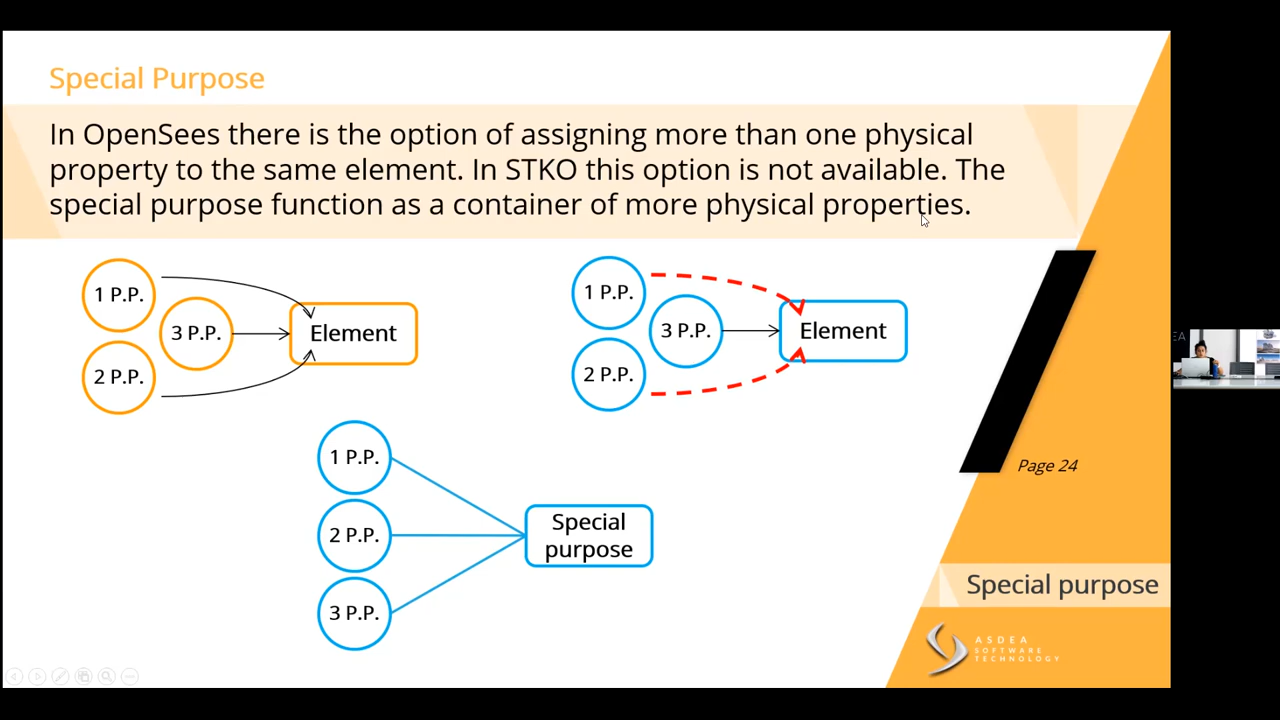 Special Purpose
In OpenSees there is the option of assigning more than one physical
property to the same element. In STKO this option is not available. The
special purpose function as a container of more physical properties.
1 P.P.
3 P.P.
2 P.P.
Element
1 P.P.
3 P.P.
2 P.P.
Element
1 P.P.
2 P.P.
3 P.P.
Special
purpose
Page 24
Special purpose
ASDEA
SOFTWARE
TECHNOLOGY
EA